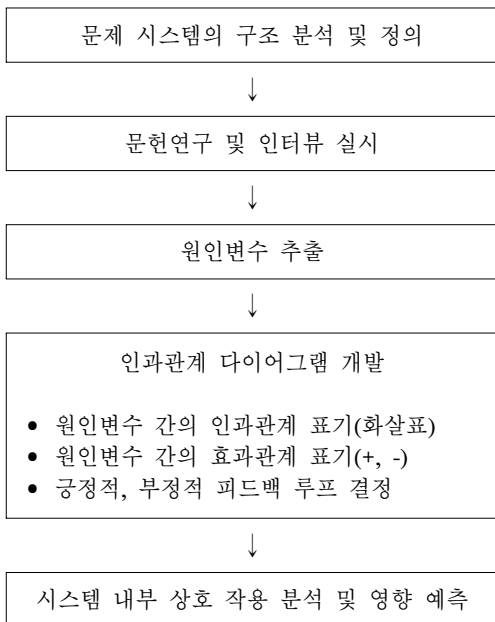 문제 시스템의 구조 분석 및 정의
↓
문헌연구 및 인터뷰 실시
↓
원인변수 추출
↓
인과관계 다이어그램 개발
• 원인변수 간의 인과관계 표기(화살표)
• 원인변수 간의 효과관계 표기(+, -)
• 긍정적, 부정적 피드백 루프 결정
↓
시스템 내부 상호 작용 분석 및 영향 예측